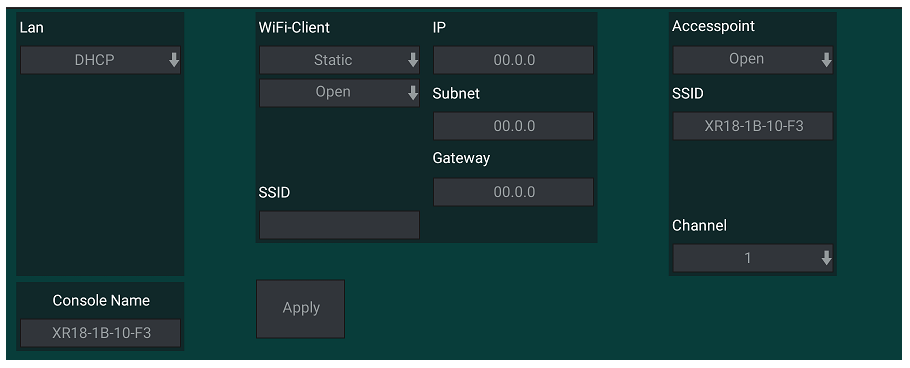 Lan
DHCP
WiFi-Client
Static
Open
SSID
IP
00.0.0
Subnet
00.0.0
Gateway
00.0.0
Accesspoint
Open
SSID
XR18-1B-10-F3
Channel
1
Console Name
XR18-1B-10-F3
Apply